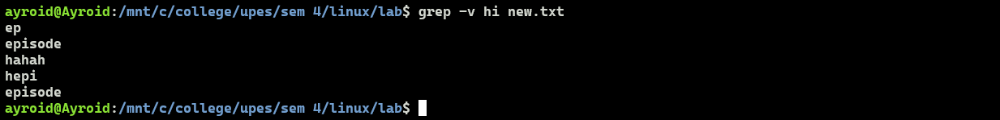 ayroid@Ayroid:/mnt/c/college/upes/sem 4/linux/lab$ grep -v hi new.txt
ep
episode
hahah
hepi
episode
ayroid@Ayroid:/mnt/c/college/upes/sem 4/linux/lab$